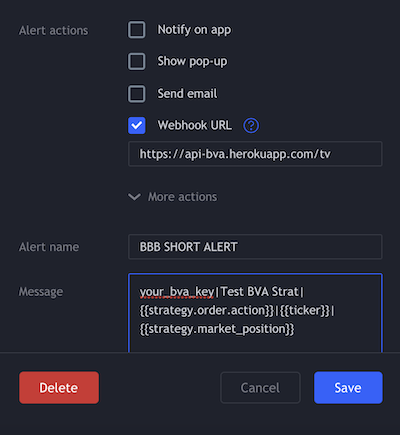 Alert actions
Notify on app
Show pop-up
Send email
Webhook URL ?
https://api-bva.herokuapp.com/tv
More actions
Alert name BBB SHORT ALERT
Message your_bva_key|Test BVA Strat|
{{strategy.order.action}}|{{ticker}}|
{{strategy.market_position}}
Delete Cancel Save